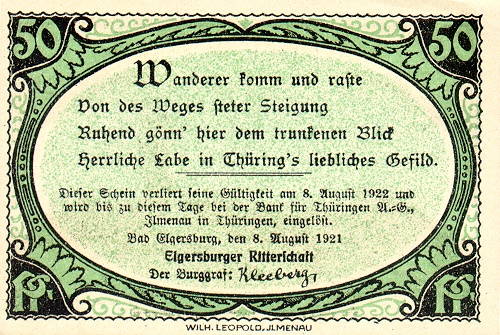 50 50
Wanderer komm und raste
Von des Weges steter Steigung
Ruhend gönn' hier dem trunkenen Blick
Herrliche Labe in Thüring's liebliches Gefild.
Dieser Schein verliert seine Gültigkeit am 8. August 1922 und
wird bis zu diesem Tage bei der Bank für Thüringen A.-G.,
Ilmenau in Thüringen, eingelöst.
Bad Elgersburg, den 8. August 1921
Elgersburger Ritterschaft
Der Burggraf: Kleeberg
Pf. Pf.
WILH. LEOPOLD, JLMENAU